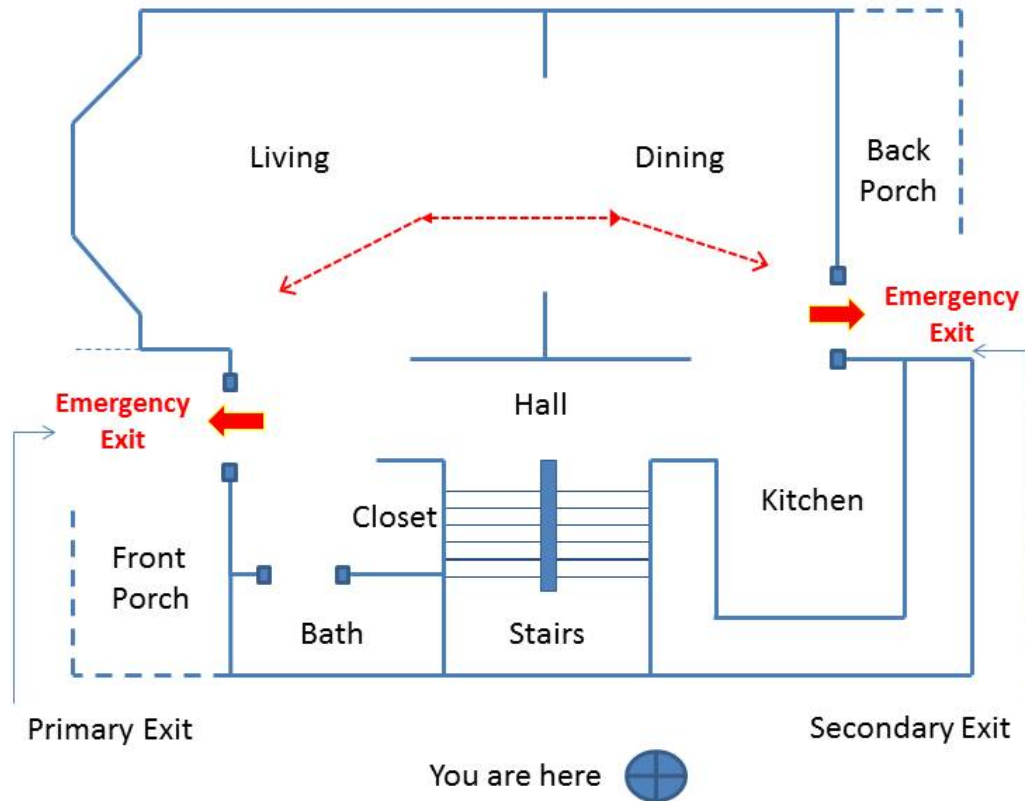 Living
Dining
Back
Porch
Emergency
Exit
Emergency
Exit
Hall
Kitchen
Closet
Front
Porch
Bath
Stairs
Primary Exit
Secondary Exit
You are here